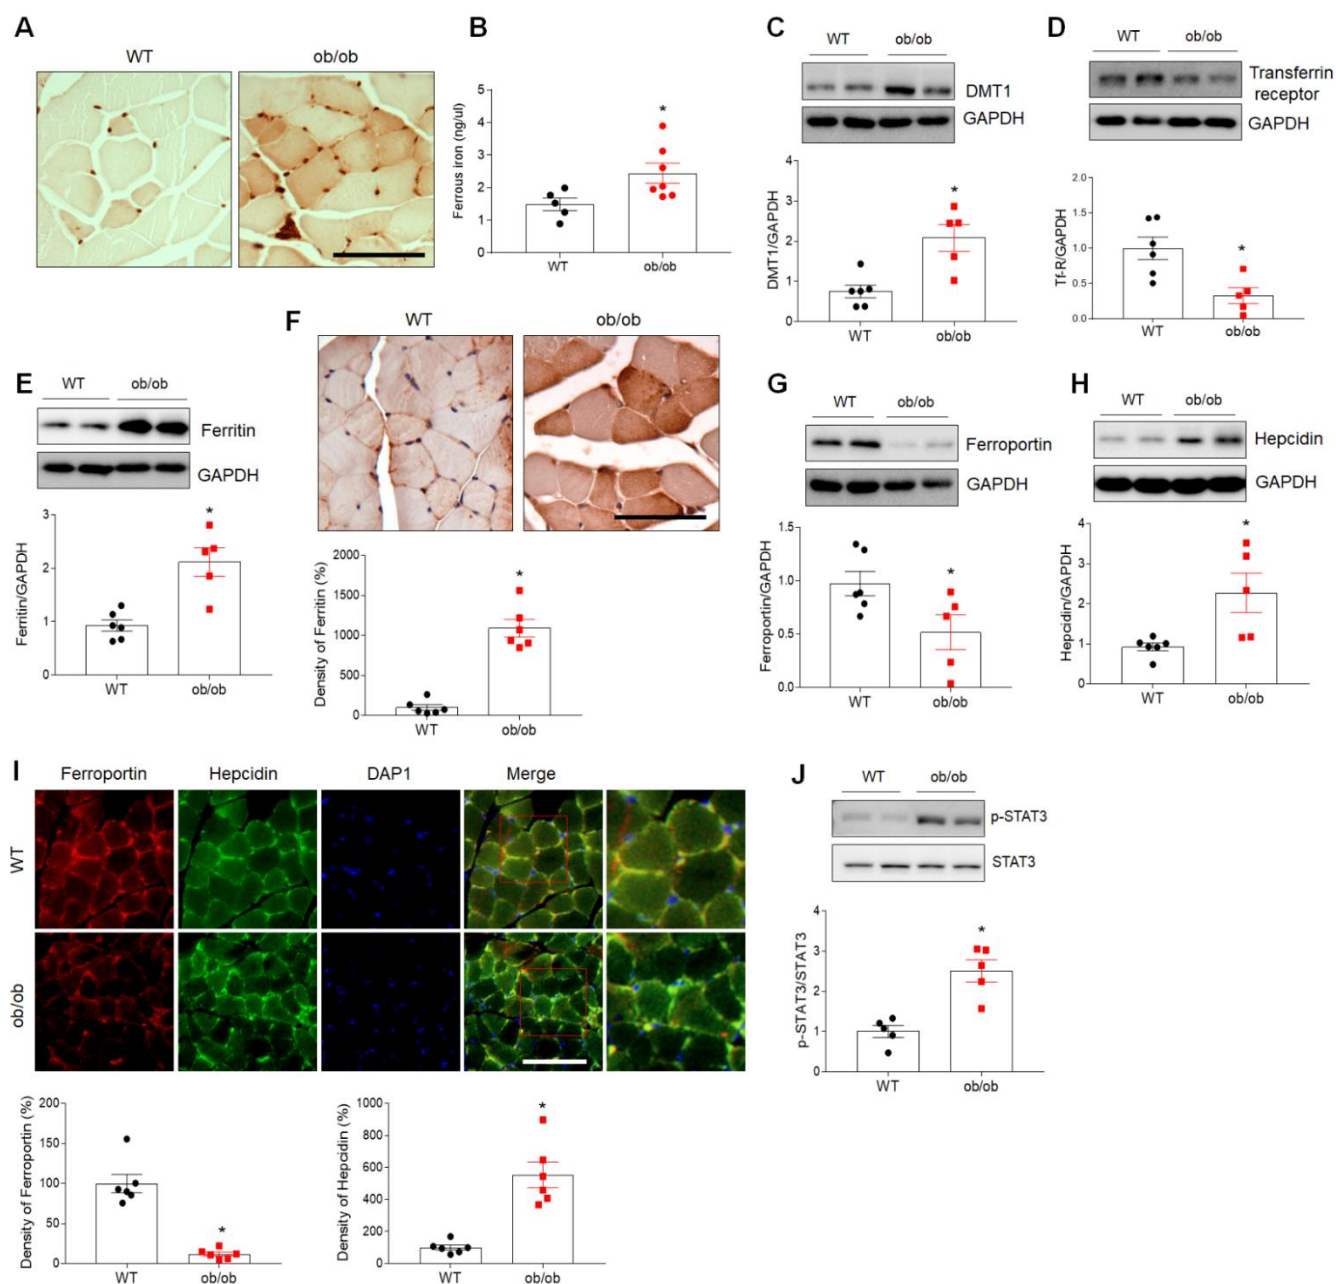 A
WT
ob/ob
B
Ferrous iron (ng/ul)
5
4
3
2
1
0
*
WT
ob/ob
C
WT
ob/ob
DMT1
GAPDH
DMT1/GAPDH
4
3
2
1
0
*
WT
ob/ob
D
WT
ob/ob
Transferrin
receptor
GAPDH
Tf-R/GAPDH
2.0
1.5
1.0
0.5
0.0
*
WT
ob/ob
E
WT
ob/ob
Ferritin
GAPDH
Ferritin/GAPDH
3
2
1
0
*
WT
ob/ob
F
WT
ob/ob
Density of Ferritin (%)
2000
1500
1000
500
0
*
WT
ob/ob
G
WT
ob/ob
Ferroportin
GAPDH
Ferroportin/GAPDH
1.5
1.0
0.5
0.0
*
WT
ob/ob
H
WT
ob/ob
Hepcidin
GAPDH
Hepcidin/GAPDH
4
3
2
1
0
*
WT
ob/ob
I
Ferroportin
Hepcidin
DAP1
Merge
WT
ob/ob
Density of Ferroportin (%)
200
150
100
50
0
*
WT
ob/ob
Density of Hepcidin (%)
1000
800
600
400
200
0
*
WT
ob/ob
J
WT
ob/ob
p-STAT3
STAT3
p-STAT3/STAT3
4
3
2
1
0
*
WT
ob/ob